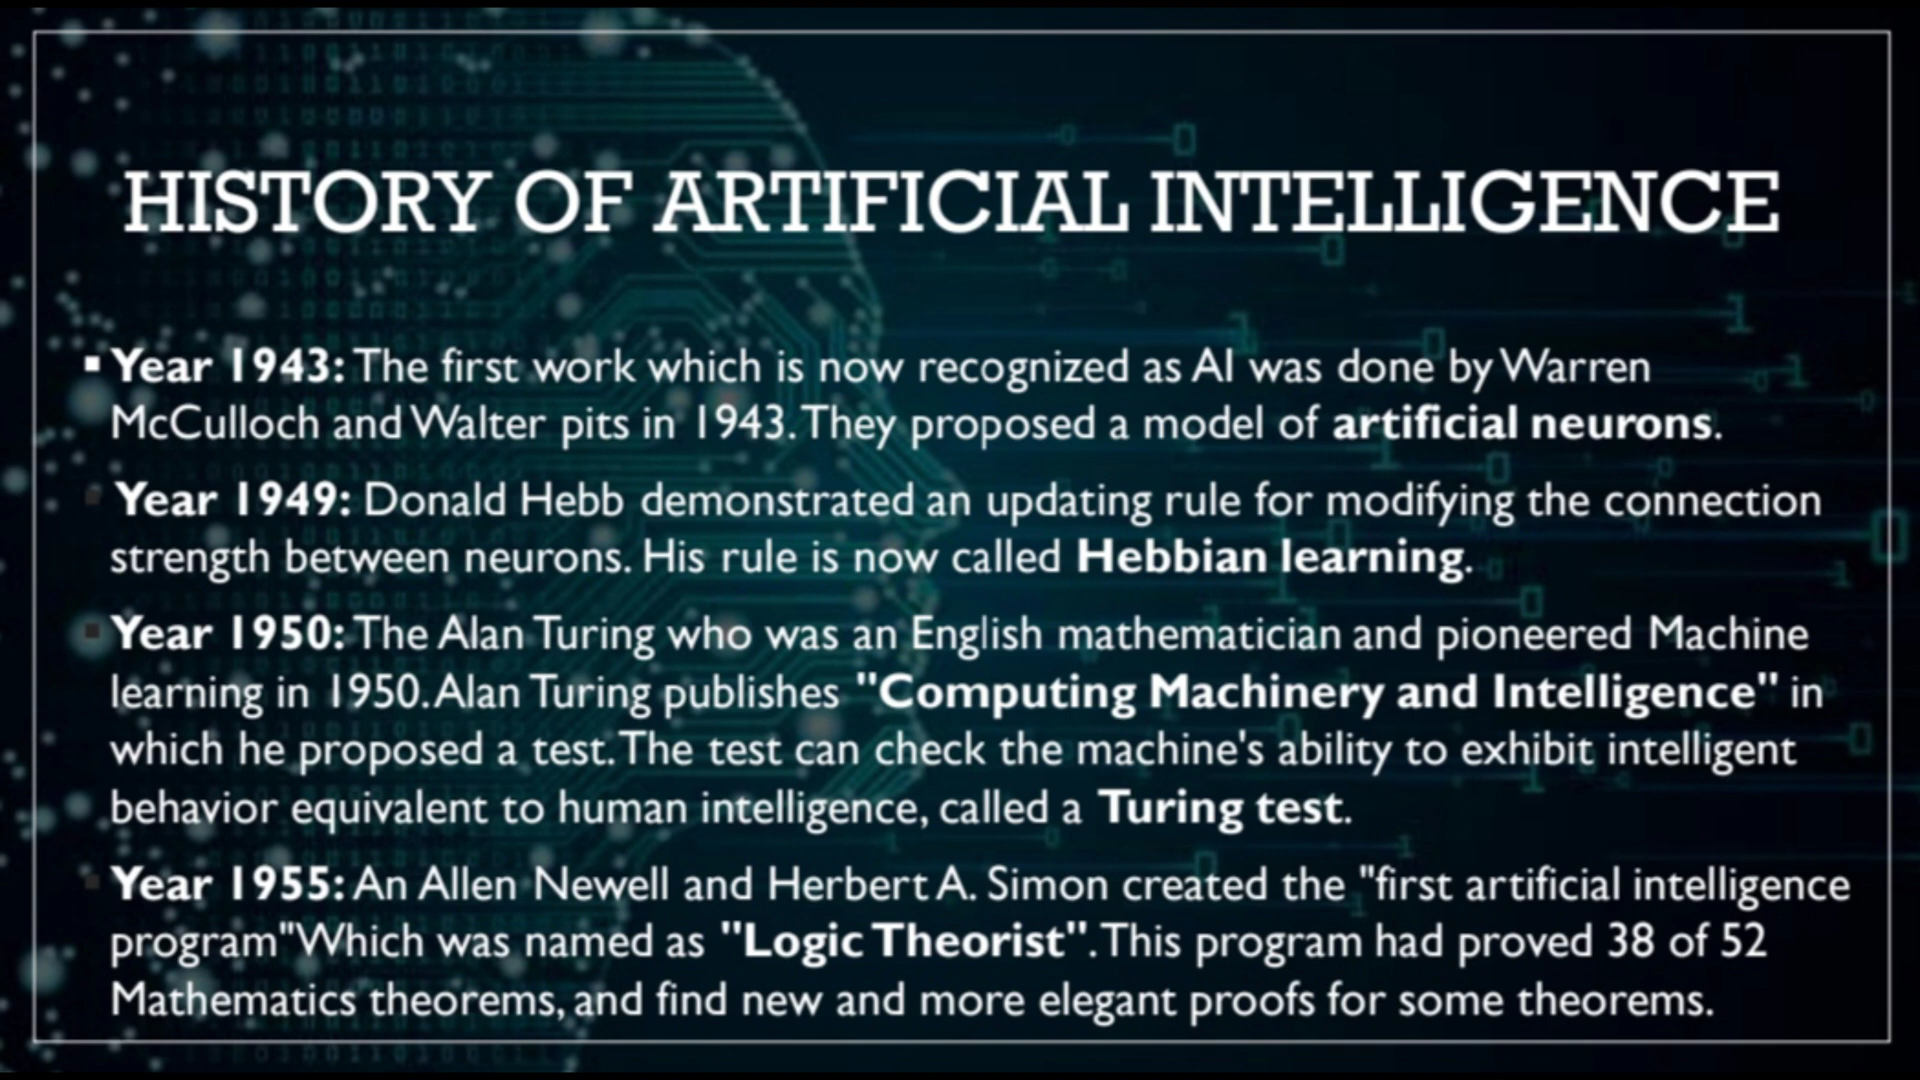 HISTORY OF ARTIFICIAL INTELLIGENCE
▪ Year 1943: The first work which is now recognized as AI was done by Warren
McCulloch and Walter pits in 1943. They proposed a model of artificial neurons.
▪ Year 1949: Donald Hebb demonstrated an updating rule for modifying the connection
strength between neurons. His rule is now called Hebbian learning.
▪ Year 1950: The Alan Turing who was an English mathematician and pioneered Machine
learning in 1950. Alan Turing publishes "Computing Machinery and Intelligence" in
which he proposed a test. The test can check the machine's ability to exhibit intelligent
behavior equivalent to human intelligence, called a Turing test.
▪ Year 1955: An Allen Newell and Herbert A. Simon created the "first artificial intelligence
program"Which was named as "Logic Theorist". This program had proved 38 of 52
Mathematics theorems, and find new and more elegant proofs for some theorems.